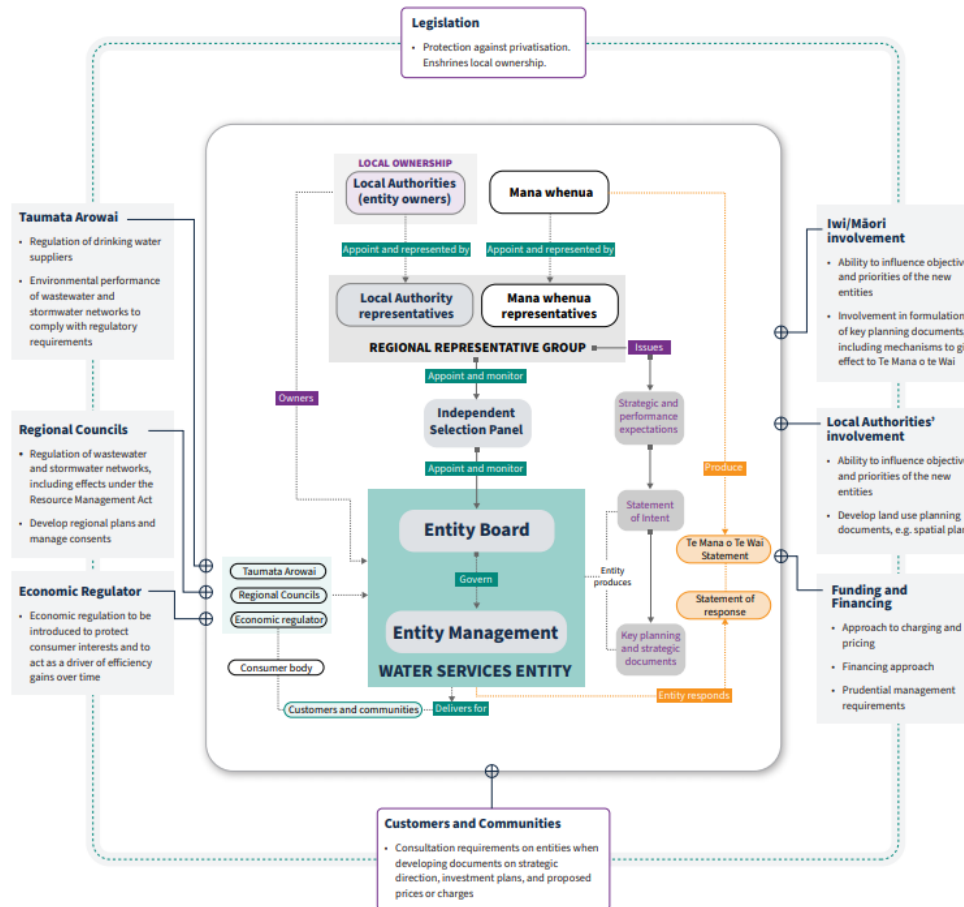 Legislation
• Protection against privatisation.
Enshrines local ownership.
Taumata Arowai
• Regulation of drinking water
suppliers
• Environmental performance
of wastewater and
stormwater networks to
comply with regulatory
requirements
Regional Councils
• Regulation of wastewater
and stormwater networks,
including effects under the
Resource Management Act
• Develop regional plans and
manage consents
Economic Regulator
• Economic regulation to be
introduced to protect
consumer interests and to
act as a driver of efficiency
gains over time
LOCAL OWNERSHIP
Local Authorities
(entity owners)
Mana whenua
Appoint and represented by
Appoint and represented by
Local Authority
representatives
Mana whenua
representatives
REGIONAL REPRESENTATIVE GROUP
Issues
Appoint and monitor
Owners
Independent
Selection Panel
Strategic and
performance
expectations
Appoint and monitor
Produce
Entity Board
Statement
of Intent
Te Mana o Te Wai
Statement
Govern
Entity
produces
Taumata Arowai
Regional Councils
Economic regulator
Statement of
response
Entity Management
Key planning
and strategic
documents
WATER SERVICES ENTITY
Consumer body
Entity responds
Customers and communities
Delivers for
Iwi/Māori
involvement
• Ability to influence objectiv
and priorities of the new
entities
• Involvement in formulation
of key planning documents
including mechanisms to gi
effect to Te Mana o te Wai
Local Authorities’
involvement
• Ability to influence objectiv
and priorities of the new
entities
• Develop land use planning
documents, e.g. spatial plan
Funding and
Financing
• Approach to charging and
pricing
• Financing approach
• Prudential management
requirements
Customers and Communities
• Consultation requirements on entities when
developing documents on strategic
direction, investment plans, and proposed
prices or charges